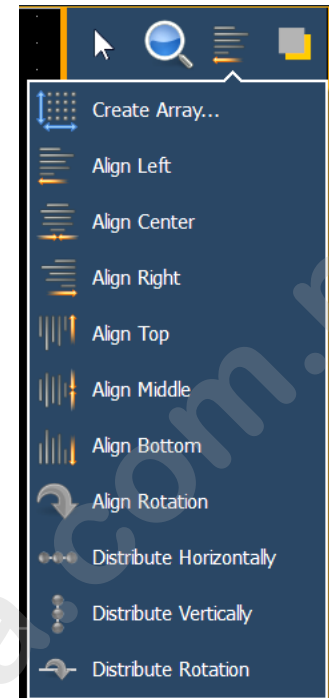 Create Array...
Align Left
Align Center
Align Right
Align Top
Align Middle
Align Bottom
Align Rotation
Distribute Horizontally
Distribute Vertically
Distribute Rotation